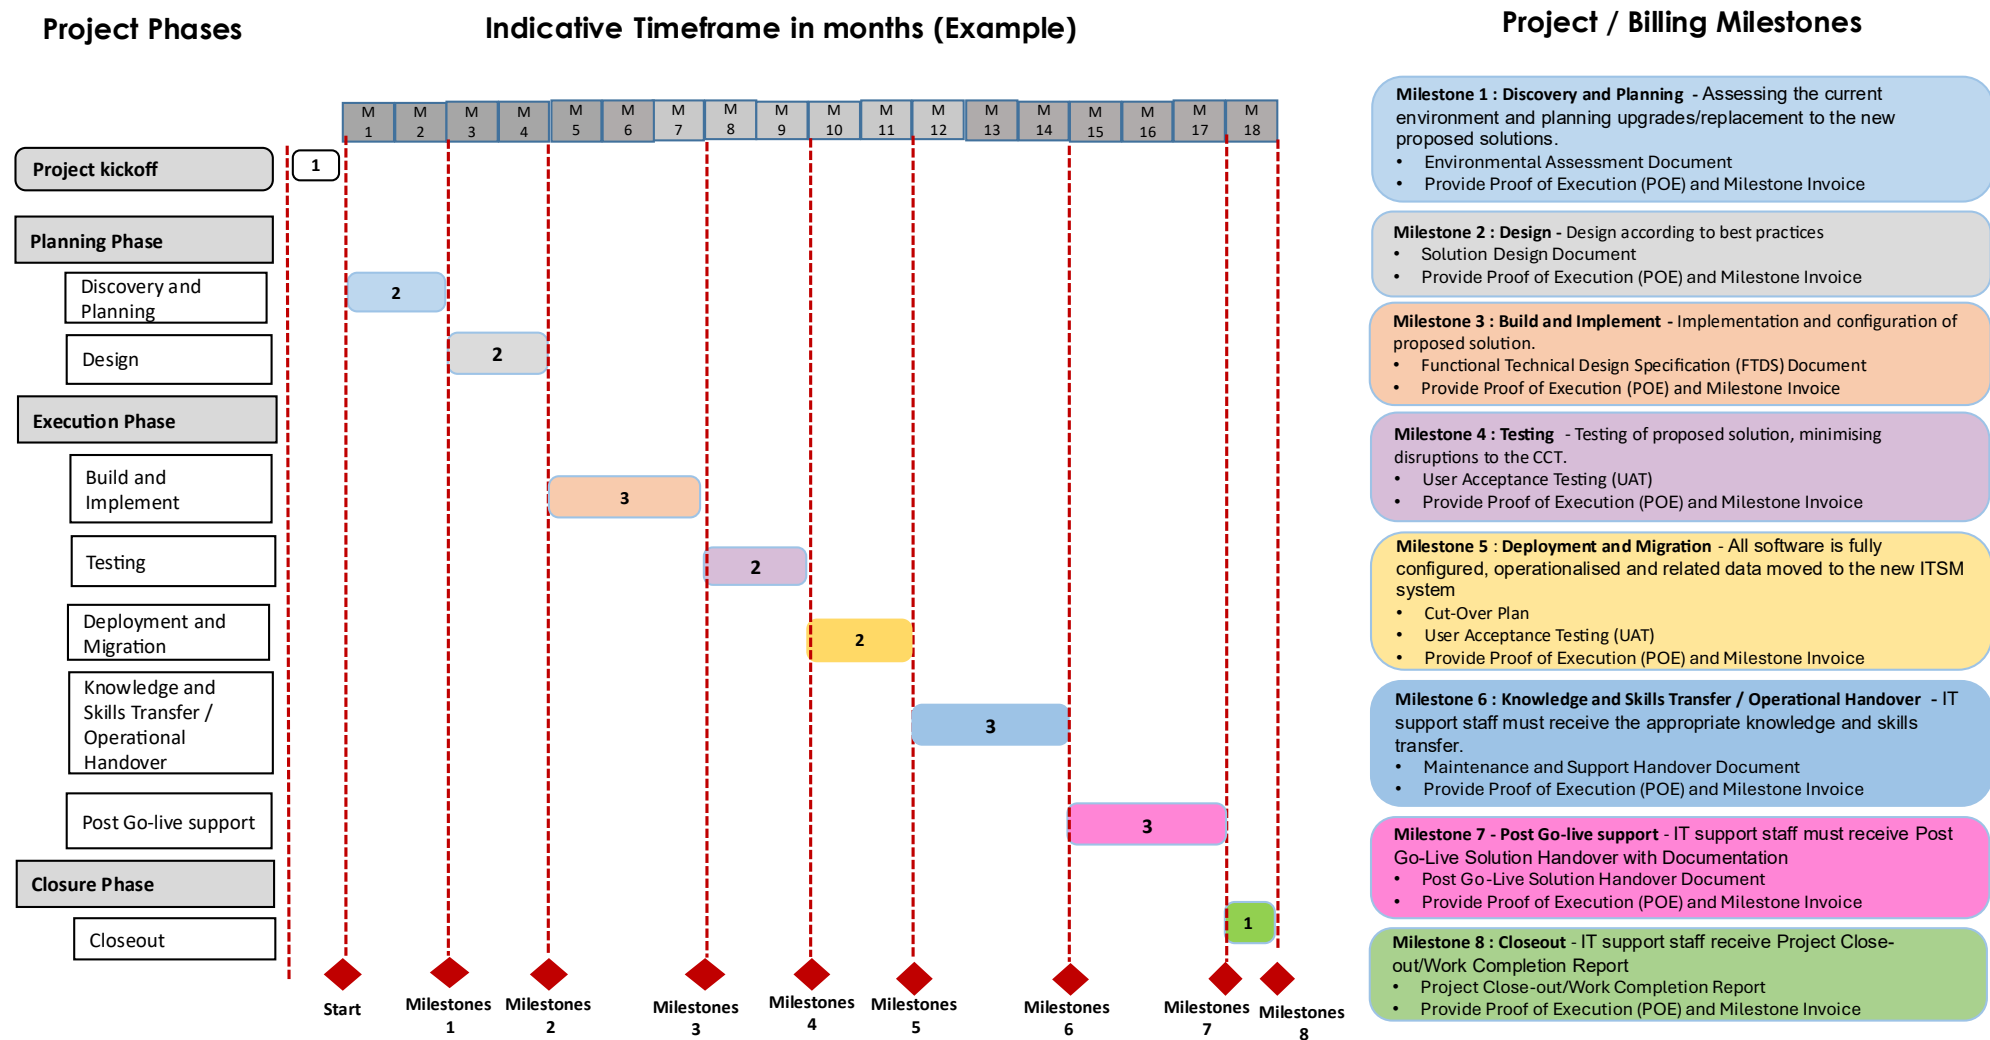 Project Phases
Indicative Timeframe in months (Example)
Project / Billing Milestones
M 1
M 2
M 3
M 4
M 5
M 6
M 7
M 8
M 9
M 10
M 11
M 12
M 13
M 14
M 15
M 16
M 17
M 18
Project kickoff
1
Planning Phase
Discovery and
Planning
2
Design
2
Execution Phase
Build and
Implement
3
Testing
2
Deployment and
Migration
2
Knowledge and
Skills Transfer /
Operational
Handover
3
Post Go-live support
3
Closure Phase
1
Closeout
Start
Milestones
1
Milestones
2
Milestones
3
Milestones
4
Milestones
5
Milestones
6
Milestones
7
Milestones
8
Milestone 1 : Discovery and Planning - Assessing the current
environment and planning upgrades/replacement to the new
proposed solutions.
• Environmental Assessment Document
• Provide Proof of Execution (POE) and Milestone Invoice
Milestone 2 : Design - Design according to best practices
• Solution Design Document
• Provide Proof of Execution (POE) and Milestone Invoice
Milestone 3 : Build and Implement - Implementation and configuration of
proposed solution.
• Functional Technical Design Specification (FTDS) Document
• Provide Proof of Execution (POE) and Milestone Invoice
Milestone 4 : Testing - Testing of proposed solution, minimising
disruptions to the CCT.
• User Acceptance Testing (UAT)
• Provide Proof of Execution (POE) and Milestone Invoice
Milestone 5 : Deployment and Migration - All software is fully
configured, operationalised and related data moved to the new ITSM
system
• Cut-Over Plan
• User Acceptance Testing (UAT)
• Provide Proof of Execution (POE) and Milestone Invoice
Milestone 6 : Knowledge and Skills Transfer / Operational Handover - IT
support staff must receive the appropriate knowledge and skills
transfer.
• Maintenance and Support Handover Document
• Provide Proof of Execution (POE) and Milestone Invoice
Milestone 7 - Post Go-live support - IT support staff must receive Post
Go-Live Solution Handover with Documentation
• Post Go-Live Solution Handover Document
• Provide Proof of Execution (POE) and Milestone Invoice
Milestone 8 : Closeout - IT support staff receive Project Close-
out/Work Completion Report
• Project Close-out/Work Completion Report
• Provide Proof of Execution (POE) and Milestone Invoice